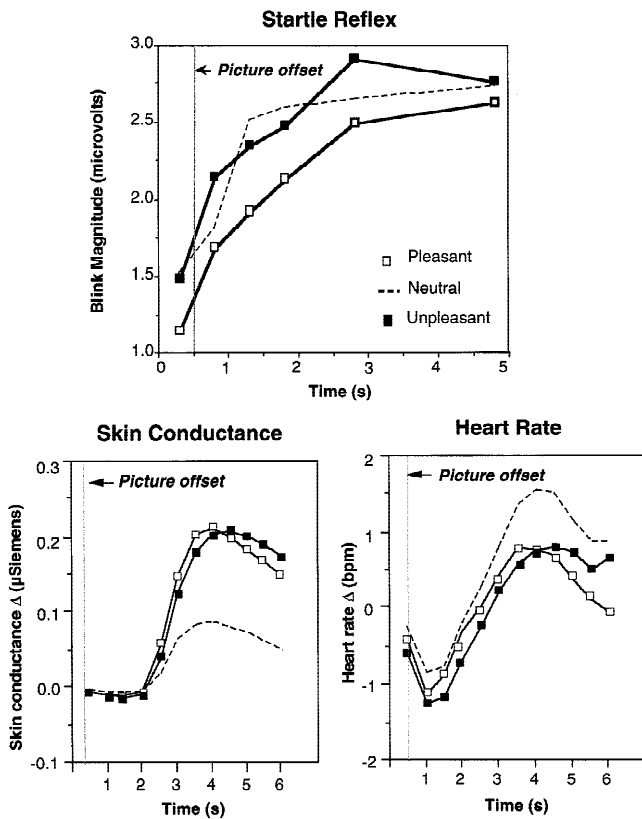 Startle Reflex
3.0
2.5
2.0
1.5
1.0
Blink Magnitude (microvolts)
Picture offset
Pleasant
Neutral
Unpleasant
0 1 2 3 4 5
Time (s)
Skin Conductance
0.3
0.2
0.1
0.0
-0.1
Skin conductance Δ (µSiemens)
Picture offset
1 2 3 4 5 6
Time (s)
Heart Rate
2
1
0
-1
-2
Heart rate Δ (bpm)
Picture offset
1 2 3 4 5 6
Time (s)